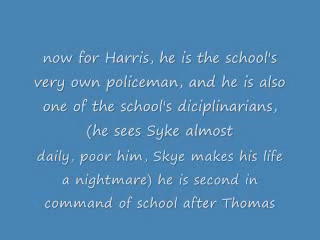 now for Harris, he is the school's
very own policeman, and he is also
one of the school's diciplinarians,
(he sees Syke almost
daily, poor him, Skye makes his life
a nightmare) he is second in
command of school after Thomas